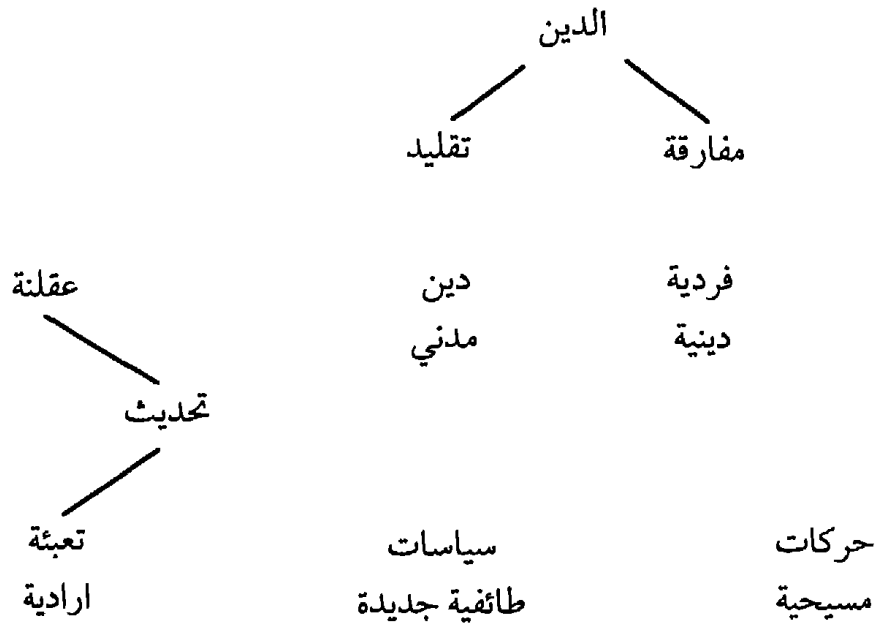 الدين
مفارقة تقليد
فردية دين عقلنة
دينية مدني
تحديث
حركات سياسات تعبئة
مسيحية طائفية جديدة ارادية